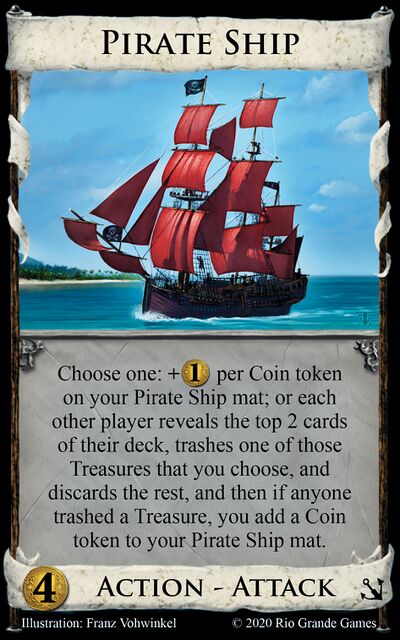 PIRATE SHIP
Choose one: +1 per Coin token
on your Pirate Ship mat; or each
other player reveals the top 2 cards
of their deck, trashes one of those
Treasures that you choose, and
discards the rest, and then if anyone
trashed a Treasure, you add a Coin
token to your Pirate Ship mat.
4 ACTION - ATTACK
Illustration: Franz Vohwinkel © 2020 Rio Grande Games